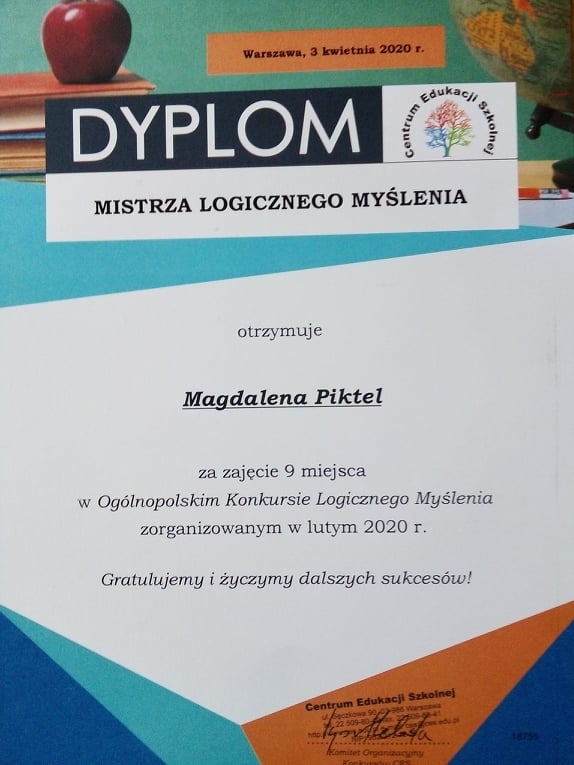 Warszawa, 3 kwietnia 2020 r.
DYPLOM
Centrum Edukacji Szkolnej
MISTRZA LOGICZNEGO MYŚLENIA
otrzymuje
Magdalena Piktel
za zajęcie 9 miejsca
w Ogólnopolskim Konkursie Logicznego Myślenia
zorganizowanym w lutym 2020 r.
Gratulujemy i życzymy dalszych sukcesów!
Centrum Edukacji Szkolnej
Warszawa
Komitet Organizacyjny